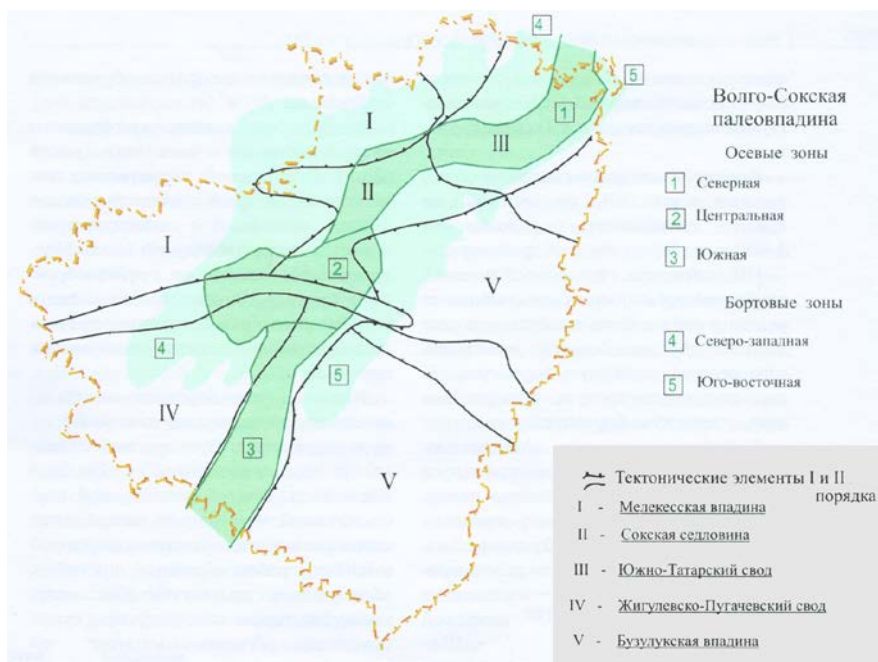 4
5
I
1
III
II
I
2
V
4
5
IV
3
V
Волго-Сокская
палеовпадина
Осевые зоны
1 Северная
2 Центральная
3 Южная
Бортовые зоны
4 Северо-западная
5 Юго-восточная
Тектонические элементы I и II
порядка
I - Мелекесская впадина
II - Сокская седловина
III - Южно-Татарский свод
IV - Жигулевско-Пугачевский свод
V - Бузулукская впадина